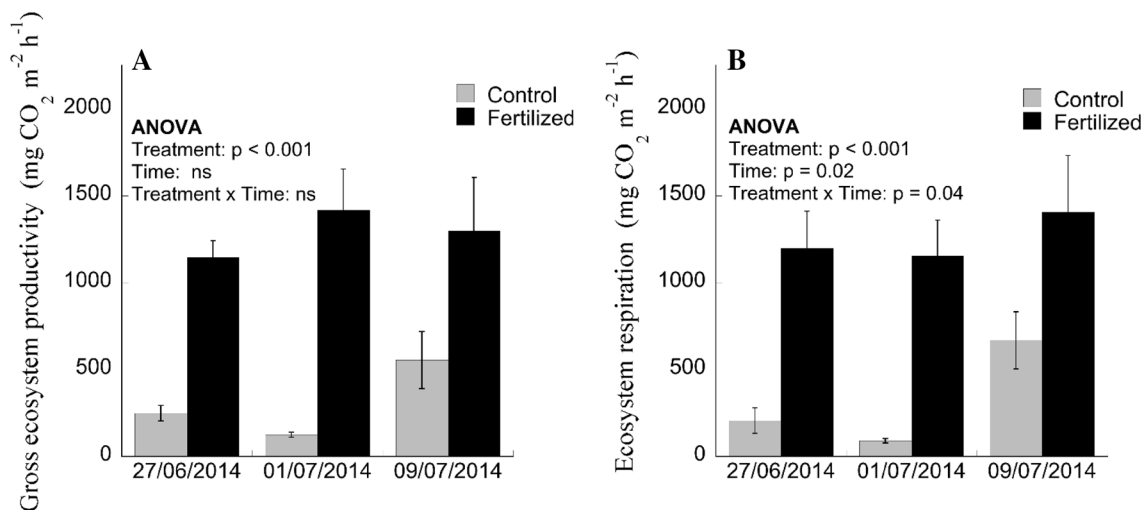 Gross ecosystem productivity (mg CO2 m-2 h-1)
A
2000
1500
1000
500
0
Control
Fertilized
ANOVA
Treatment: p < 0.001
Time: ns
Treatment x Time: ns
27/06/2014 01/07/2014 09/07/2014
Ecosystem respiration (mg CO2 m-2 h-1)
B
2000
1500
1000
500
0
Control
Fertilized
ANOVA
Treatment: p < 0.001
Time: p = 0.02
Treatment x Time: p = 0.04
27/06/2014 01/07/2014 09/07/2014